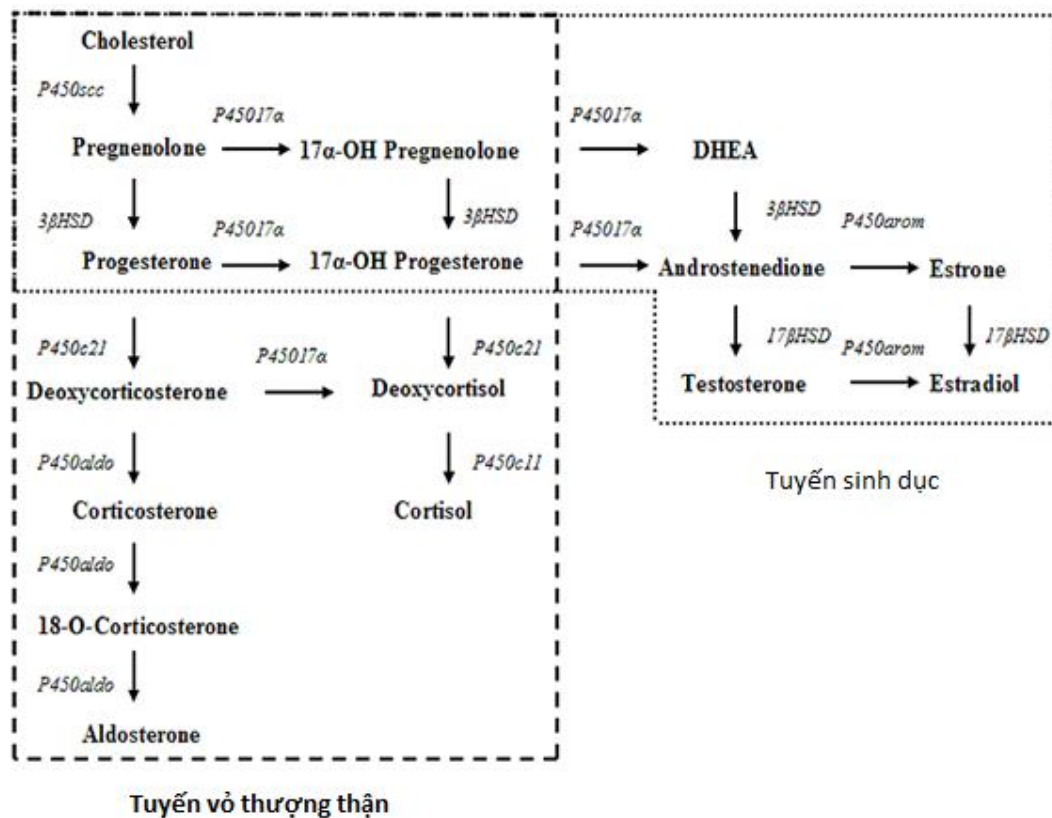 Cholesterol
P450scc
P45017α
P45017α
Pregnenolone
17α-OH Pregnenolone
DHEA
3βHSD
P45017α
3βHSD
P45017α
3βHSD
P450arom
Progesterone
17α-OH Progesterone
Androstenedione
Estrone
P450c21
P45017α
P450c21
17βHSD
P450arom
17βHSD
Deoxycorticosterone
Deoxycortisol
Testosterone
Estradiol
P450aldo
P450c11
Tuyến sinh dục
Corticosterone
Cortisol
P450aldo
18-O-Corticosterone
P450aldo
Aldosterone
Tuyến vỏ thượng thận